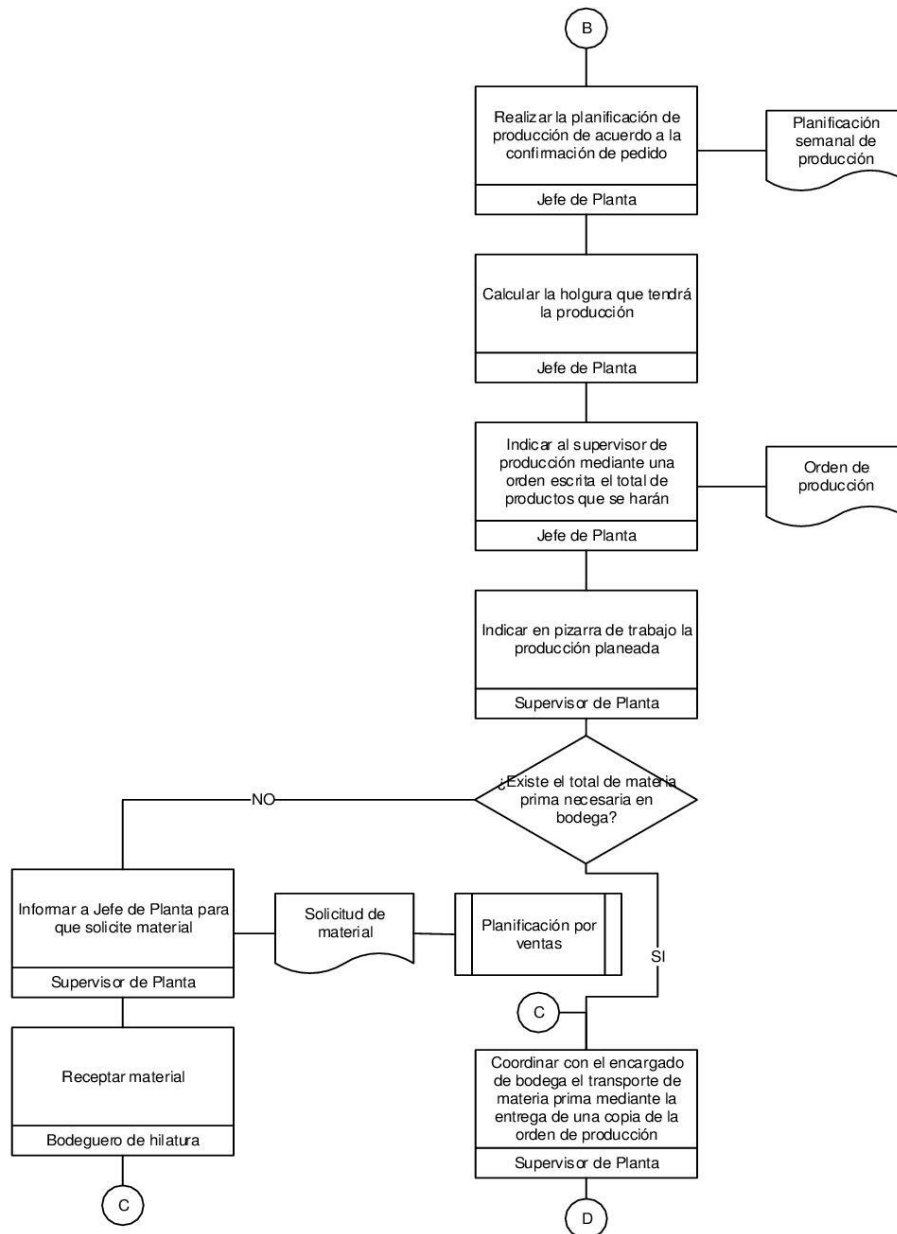 B
Realizar la planificación de
producción de acuerdo a la
confirmación de pedido
Jefe de Planta
Planificación
semanal de
producción
Calcular la holgura que tendrá
la producción
Jefe de Planta
Indicar al supervisor de
producción mediante una
orden escrita el total de
productos que se harán
Jefe de Planta
Orden de
producción
Indicar en pizarra de trabajo la
producción planeada
Supervisor de Planta
¿Existe el total de materia
prima necesaria en
bodega?
NO
Informar a Jefe de Planta para
que solicite material
Supervisor de Planta
Solicitud de
material
Planificación por
ventas
SI
Receptar material
Bodeguero de hilatura
C
C
Coordinar con el encargado
de bodega el transporte de
materia prima mediante la
entrega de una copia de la
orden de producción
Supervisor de Planta
D